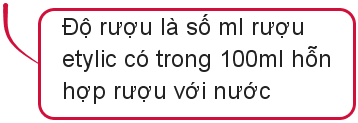 Độ rượu là số ml rượu
etylic có trong 100ml hỗn
hợp rượu với nước